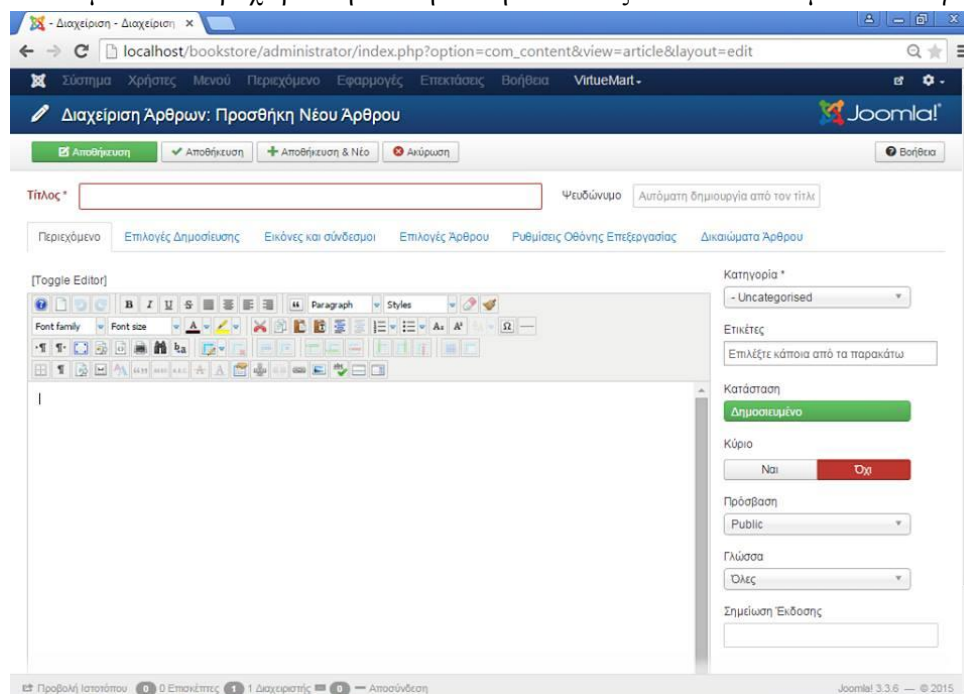 - Διαχείριση - Διαχείριση
localhost/bookstore/administrator/index.php?option=com_content&view=article&layout=edit
Σύστημα Χρήστες Μενού Περιεχόμενο Εφαρμογές Επεκτάσεις Βοήθεια VirtueMart
Διαχείριση Άρθρων: Προσθήκη Νέου Άρθρου Joomla!
Αποθήκευση Αποθήκευση Αποθήκευση & Νέο Ακύρωση Βοήθεια
Τίτλος * Ψευδώνυμο Αυτόματη δημιουργία από τον τίτλο
Περιεχόμενο Επιλογές Δημοσίευσης Εικόνες και σύνδεσμοι Επιλογές Άρθρου Ρυθμίσεις Οθόνης Επεξεργασίας Δικαιώματα Άρθρου
[Toggle Editor]
Paragraph Styles
Font family Font size
Κατηγορία *
- Uncategorised
Ετικέτες
Επιλέξτε κάποια από τα παρακάτω
Κατάσταση
Δημοσιευμένο
Κύριο
Ναι Όχι
Πρόσβαση
Public
Γλώσσα
Όλες
Σημείωση Έκδοσης
Προβολή Ιστοτόπου 0 0 Επισκέπτες 1 1 Διαχειριστής 0 — Αποσύνδεση Joomla! 3.3.6 — © 2015